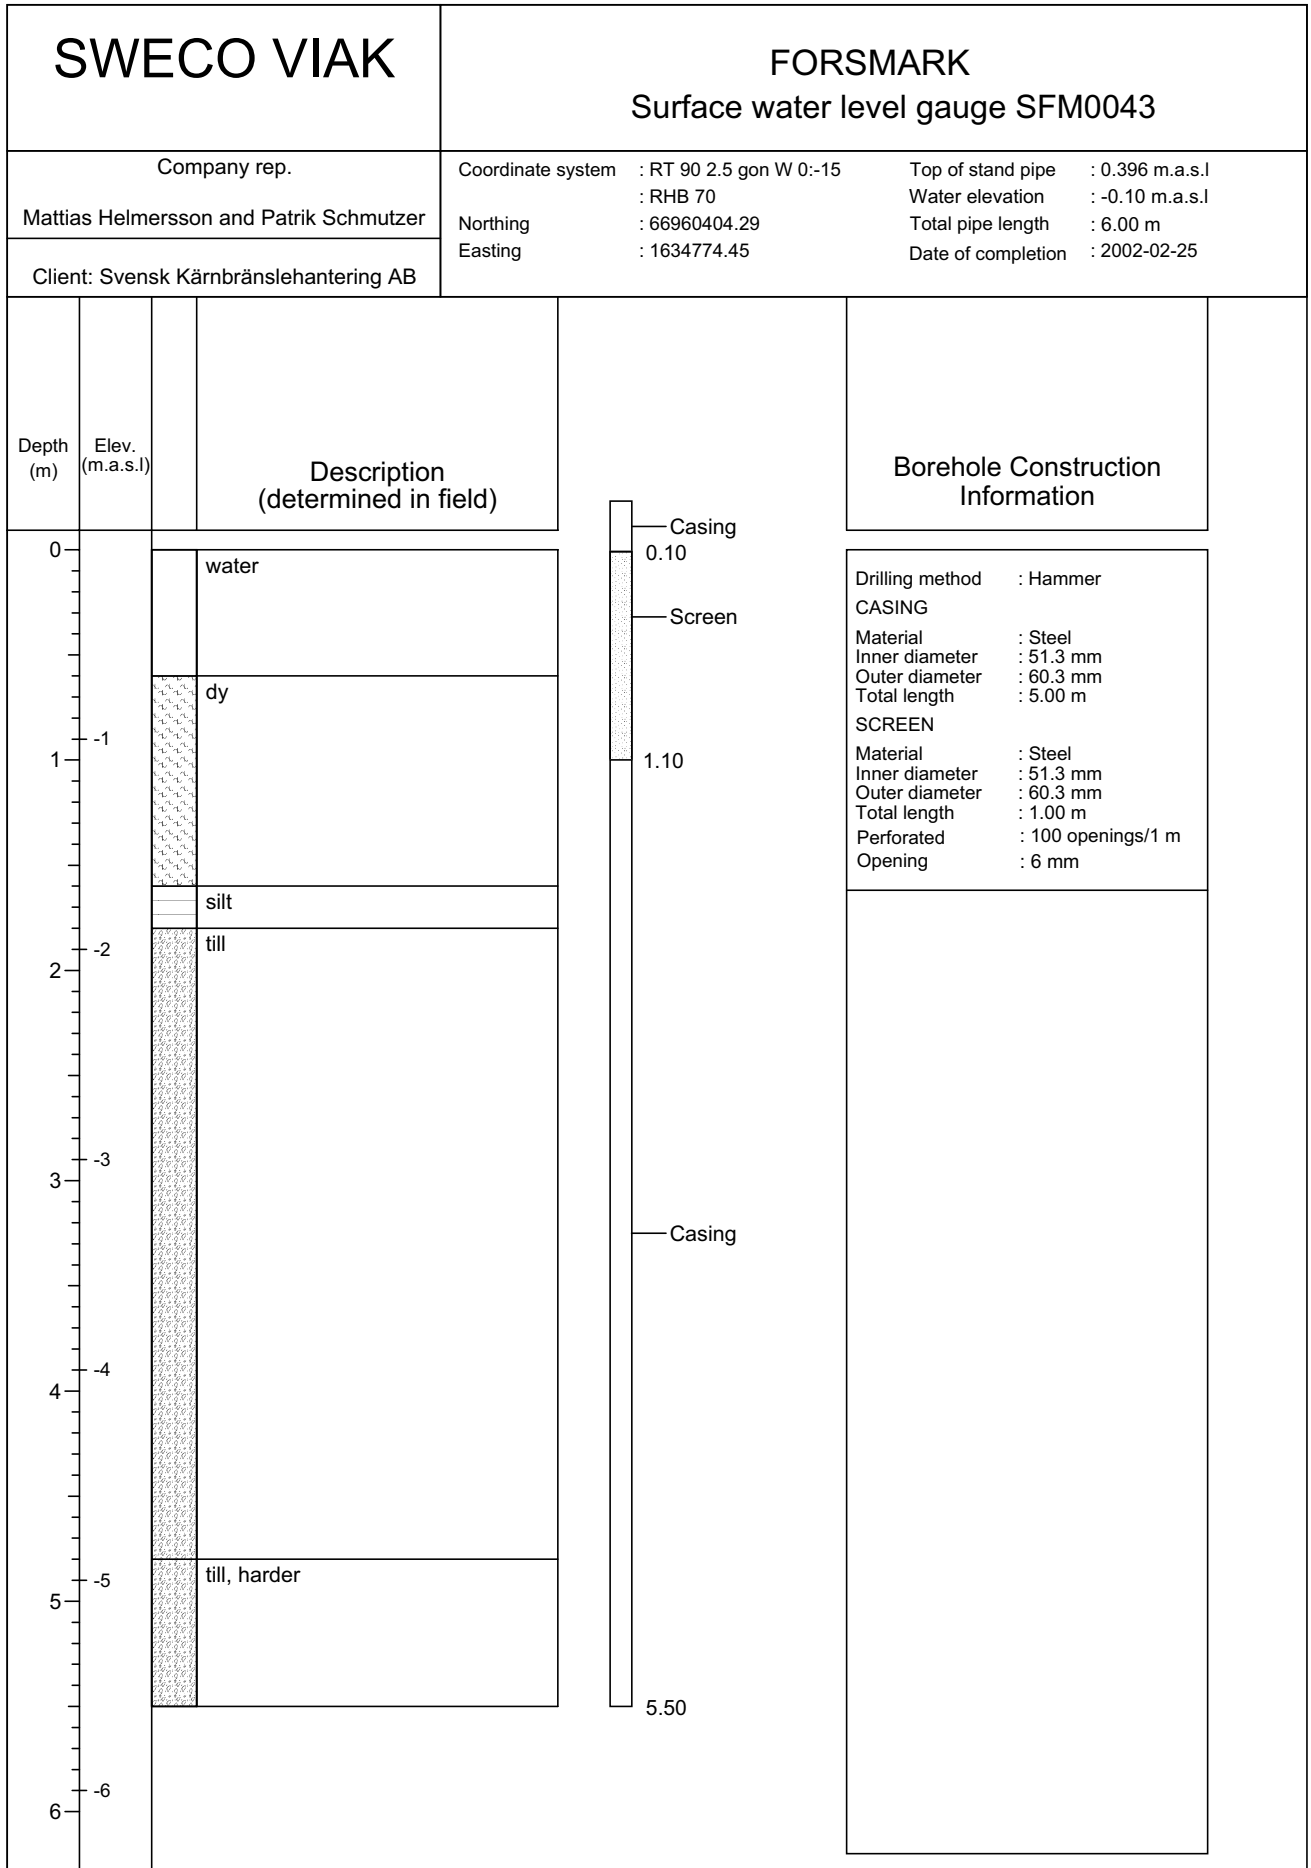 SWECO VIAK
FORSMARK
Surface water level gauge SFM0043
Company rep.
Mattias Helmersson and Patrik Schmutzer
Client: Svensk Kärnbränslehantering AB
Coordinate system : RT 90 2.5 gon W 0:-15
: RHB 70
Northing : 66960404.29
Easting : 1634774.45
Top of stand pipe : 0.396 m.a.s.l
Water elevation : -0.10 m.a.s.l
Total pipe length : 6.00 m
Date of completion : 2002-02-25
Depth
(m)
Elev.
(m.a.s.l)
Description
(determined in field)
Borehole Construction
Information
0
1
2
3
4
5
6
-1
-2
-3
-4
-5
-6
water
dy
silt
till
till, harder
Casing
0.10
Screen
1.10
Casing
5.50
Drilling method : Hammer
CASING
Material : Steel
Inner diameter : 51.3 mm
Outer diameter : 60.3 mm
Total length : 5.00 m
SCREEN
Material : Steel
Inner diameter : 51.3 mm
Outer diameter : 60.3 mm
Total length : 1.00 m
Perforated : 100 openings/1 m
Opening : 6 mm